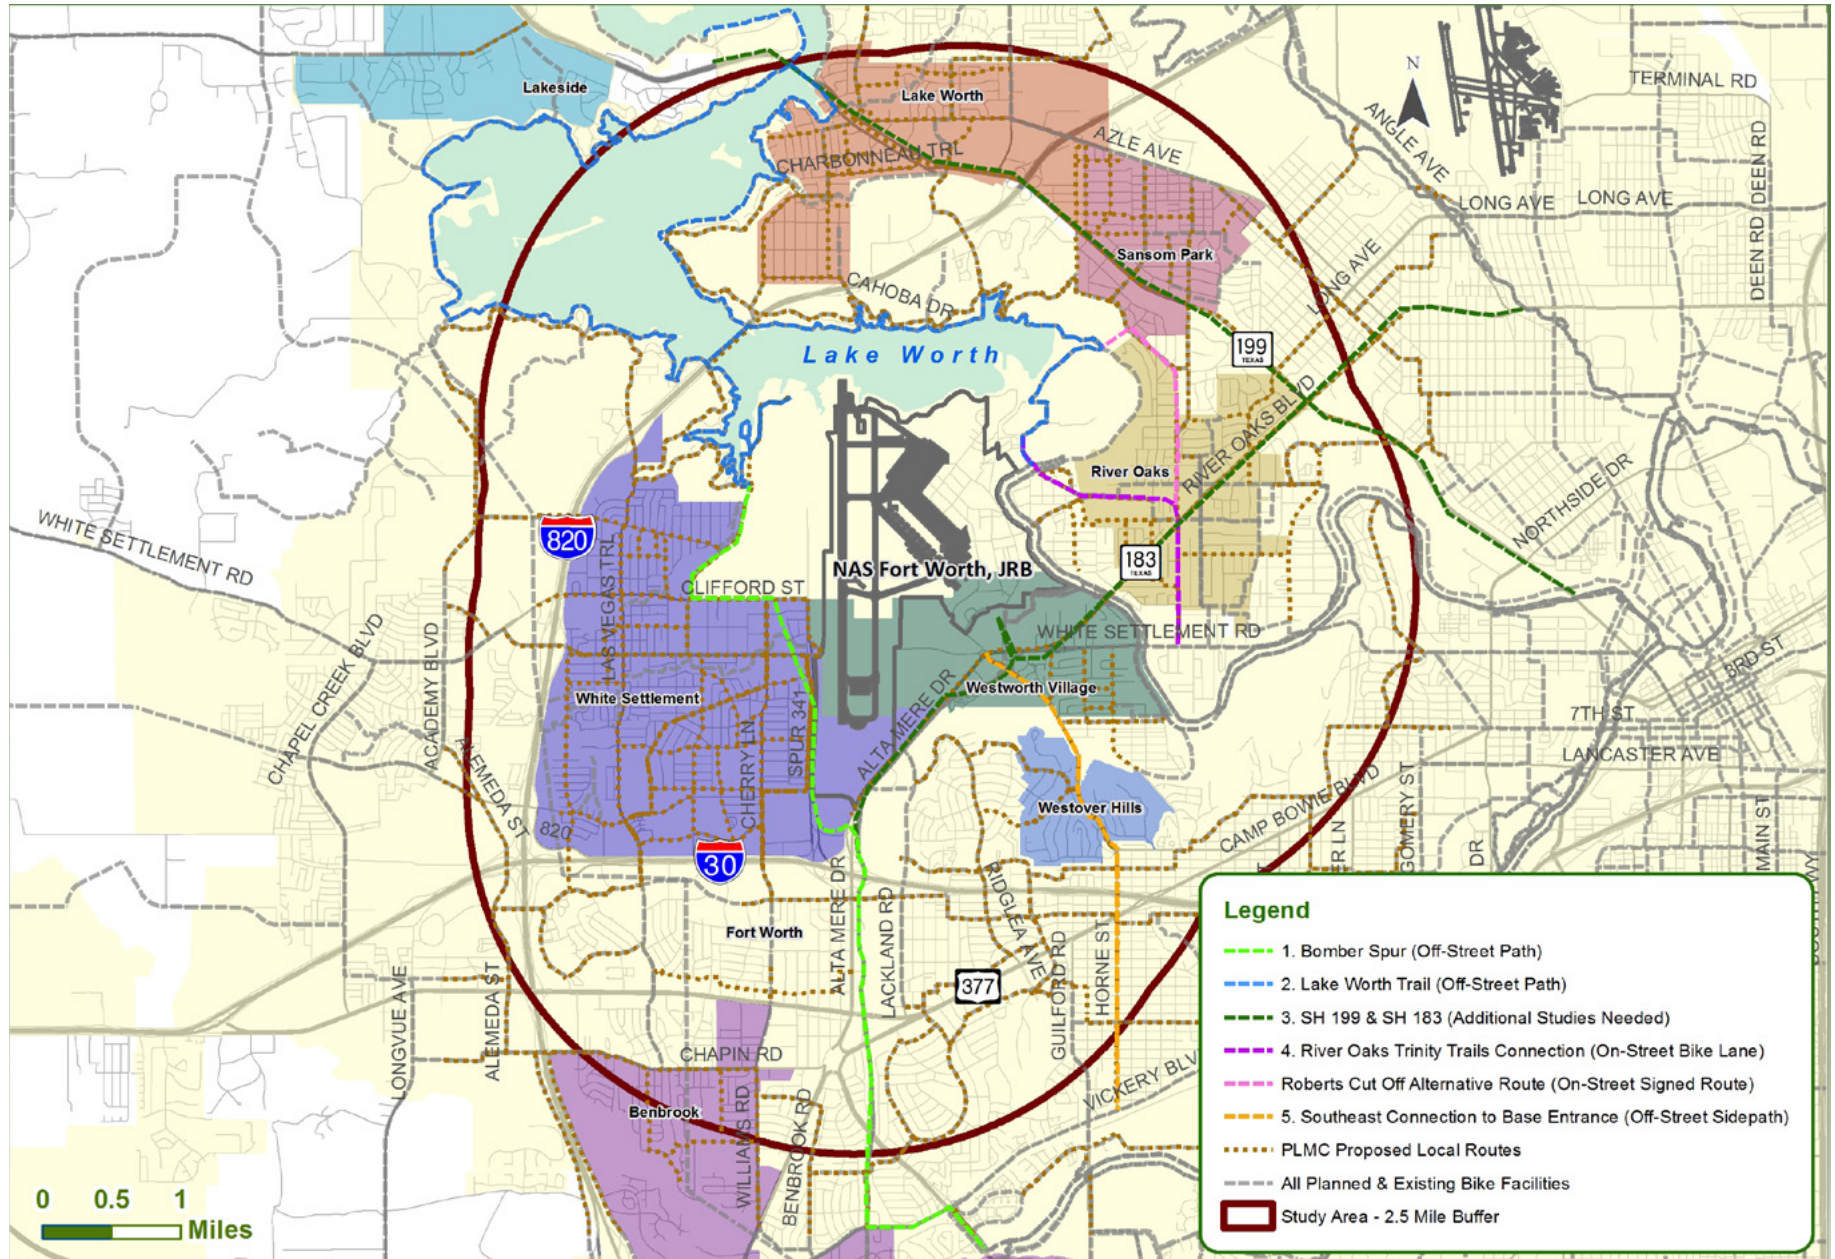 Lakeside
Lake Worth
N
TERMINAL RD
ANGLE AVE
AZLE AVE
DEEN RD
DEEN RD
CHARBONNEAU TRL
LONG AVE
LONG AVE
Sansom Park
LONG AVE
CAHOBA DR
Lake Worth
199
TEXAS
RIVER OAKS BLVD
River Oaks
NORTHSIDE DR
WHITE SETTLEMENT RD
820
LAS VEGAS TRL
NAS Fort Worth, JRB
183
TEXAS
CLIFFORD ST
WHITE SETTLEMENT RD
CHAPEL CREEK BLVD
ACADEMY BLVD
3RD ST
White Settlement
Westworth Village
SPUR 341
ALTA MERE DR
7TH ST
LANCASTER AVE
ALEMEDA ST
CHERRY LN
Westover Hills
CAMP BOWIE BLVD
820
30
ER LN
GOMERY ST
DR
MAIN ST
ALTA MERE DR
LACKLAND RD
RIDGLEA AVE
GUILFORD RD
HORNE ST
Fort Worth
377
LONGVUE AVE
ALEMEDA ST
CHAPIN RD
VICKERY BLV
Benbrook
WILLIAMS RD
BENBROOK RD
Legend
1. Bomber Spur (Off-Street Path)
2. Lake Worth Trail (Off-Street Path)
3. SH 199 & SH 183 (Additional Studies Needed)
4. River Oaks Trinity Trails Connection (On-Street Bike Lane)
Roberts Cut Off Alternative Route (On-Street Signed Route)
5. Southeast Connection to Base Entrance (Off-Street Sidepath)
PLMC Proposed Local Routes
All Planned & Existing Bike Facilities
Study Area - 2.5 Mile Buffer
0 0.5 1
Miles